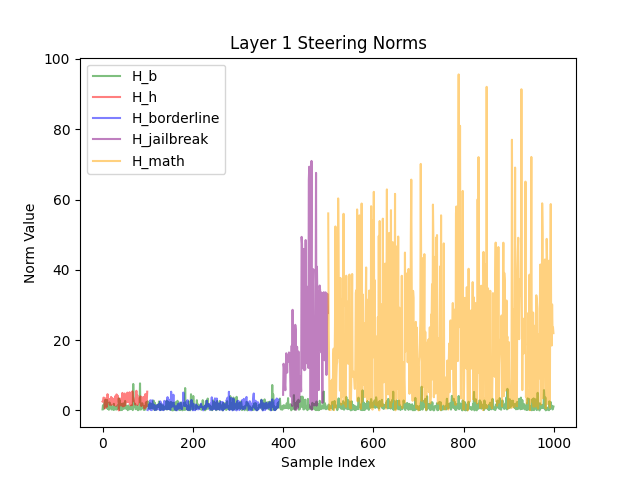 Layer 1 Steering Norms
100
80
60
40
20
0
Norm Value
H_b
H_h
H_borderline
H_jailbreak
H_math
0 200 400 600 800 1000
Sample Index